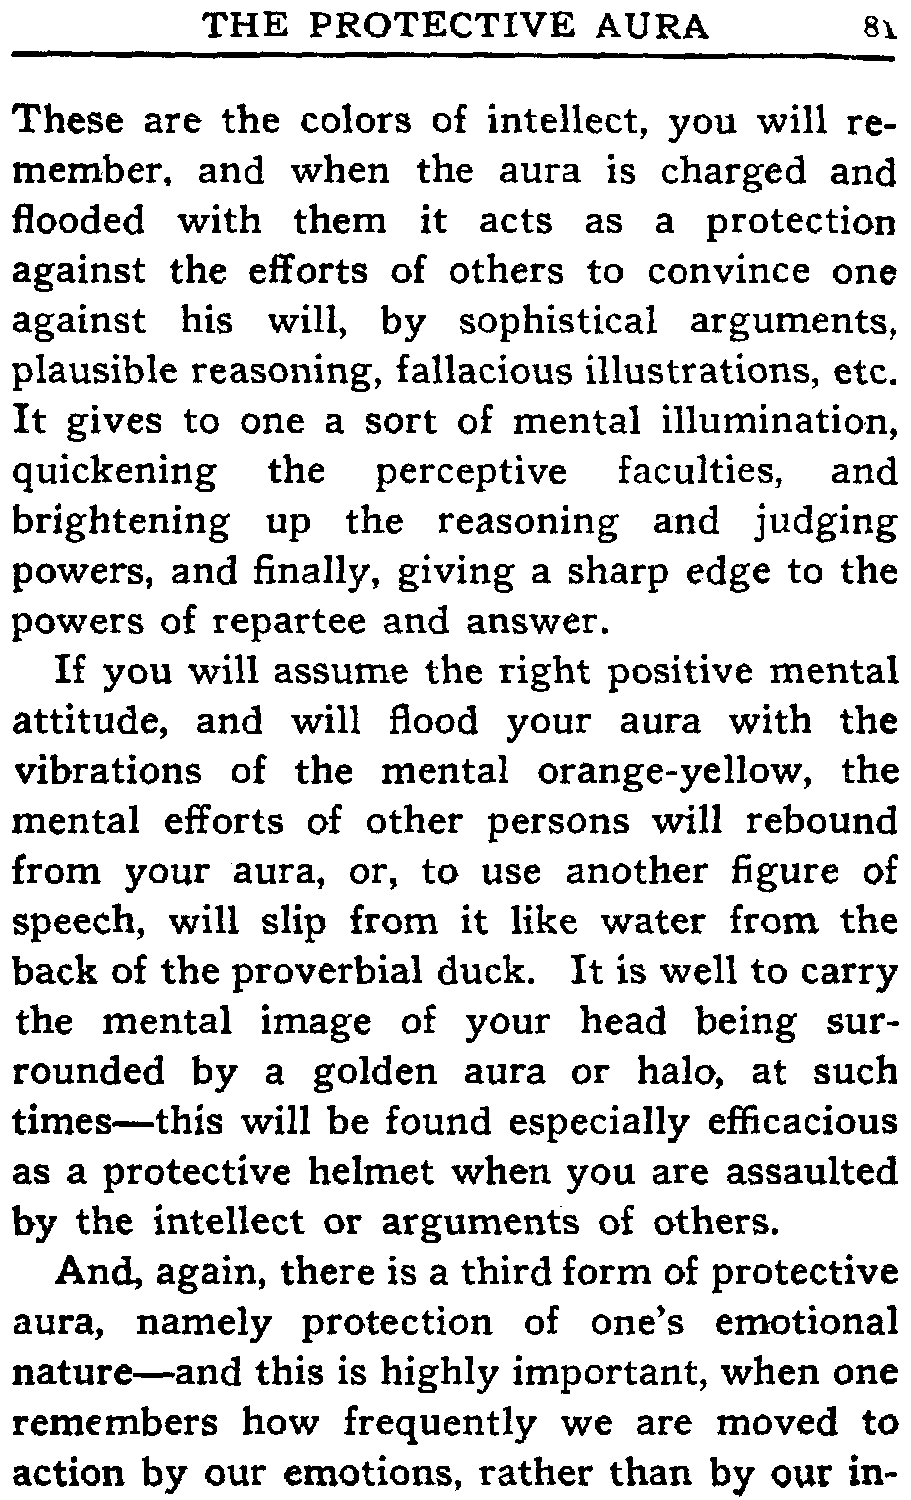 THE PROTECTIVE AURA 81
These are the colors of intellect, you will re-
member, and when the aura is charged and
flooded with them it acts as a protection
against the efforts of others to convince one
against his will, by sophistical arguments,
plausible reasoning, fallacious illustrations, etc.
It gives to one a sort of mental illumination,
quickening the perceptive faculties, and
brightening up the reasoning and judging
powers, and finally, giving a sharp edge to the
powers of repartee and answer.
If you will assume the right positive mental
attitude, and will flood your aura with the
vibrations of the mental orange-yellow, the
mental efforts of other persons will rebound
from your aura, or, to use another figure of
speech, will slip from it like water from the
back of the proverbial duck. It is well to carry
the mental image of your head being sur-
rounded by a golden aura or halo, at such
times—this will be found especially efficacious
as a protective helmet when you are assaulted
by the intellect or arguments of others.
And, again, there is a third form of protective
aura, namely protection of one's emotional
nature—and this is highly important, when one
remembers how frequently we are moved to
action by our emotions, rather than by our in-